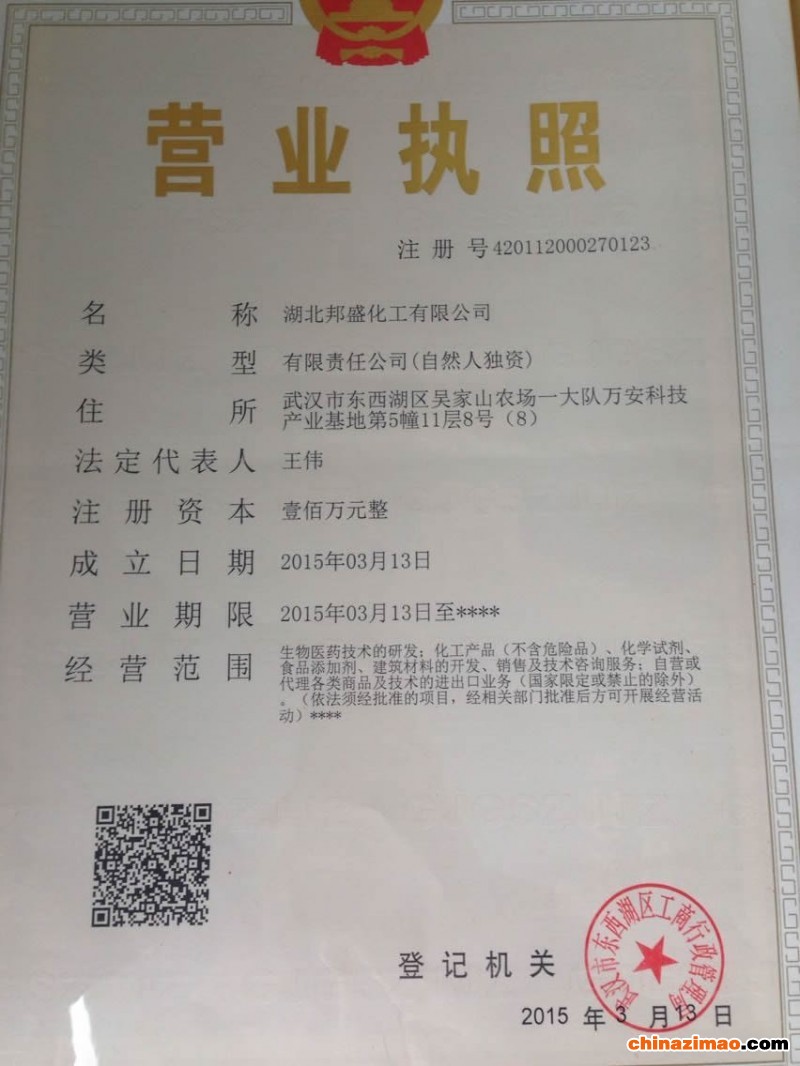 营业执照
注册号420112000270123
名称 湖北邦盛化工有限公司
类型 有限责任公司(自然人独资)
住所 武汉市东西湖区吴家山农场一大队万安科技
产业基地第5幢11层8号（8）
法定代表人 王伟
注册资本 壹佰万元整
成立日期 2015年03月13日
营业期限 2015年03月13日至****
经营范围 生物医药技术的研发；化工产品（不含危险品）、化学试剂、
食品添加剂、建筑材料的开发、销售及技术咨询服务；自营或
代理各类商品及技术的进出口业务（国家限定或禁止的除外）
。（依法须经批准的项目，经相关部门批准后方可开展经营活
动）****
武汉市东西湖区工商行政管理局
登记机关
2015年3月13日
chinazimao.com